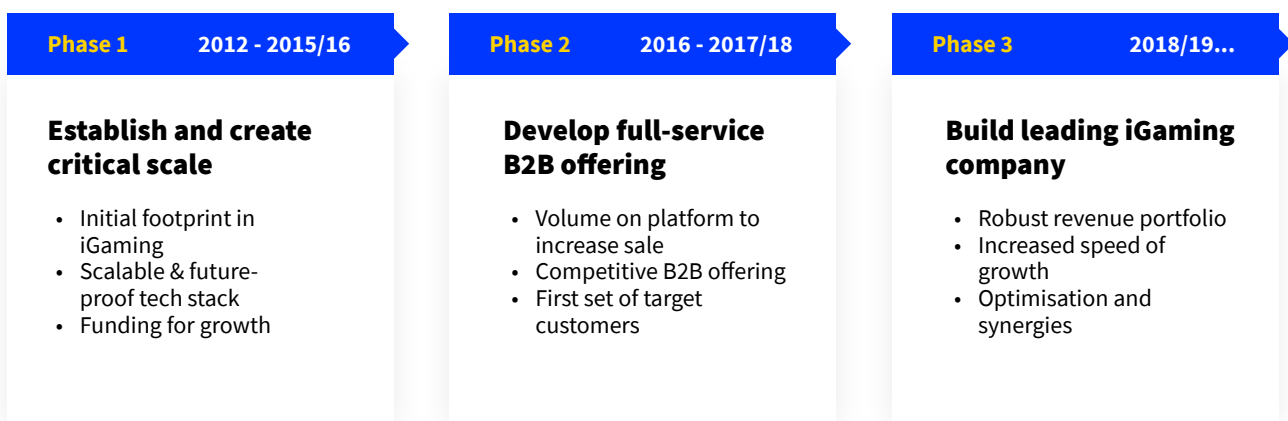 Phase 1 2012 - 2015/16
Establish and create
critical scale
• Initial footprint in
iGaming
• Scalable & future-
proof tech stack
• Funding for growth
Phase 2 2016 - 2017/18
Develop full-service
B2B offering
• Volume on platform to
increase sale
• Competitive B2B offering
• First set of target
customers
Phase 3 2018/19...
Build leading iGaming
company
• Robust revenue portfolio
• Increased speed of
growth
• Optimisation and
synergies